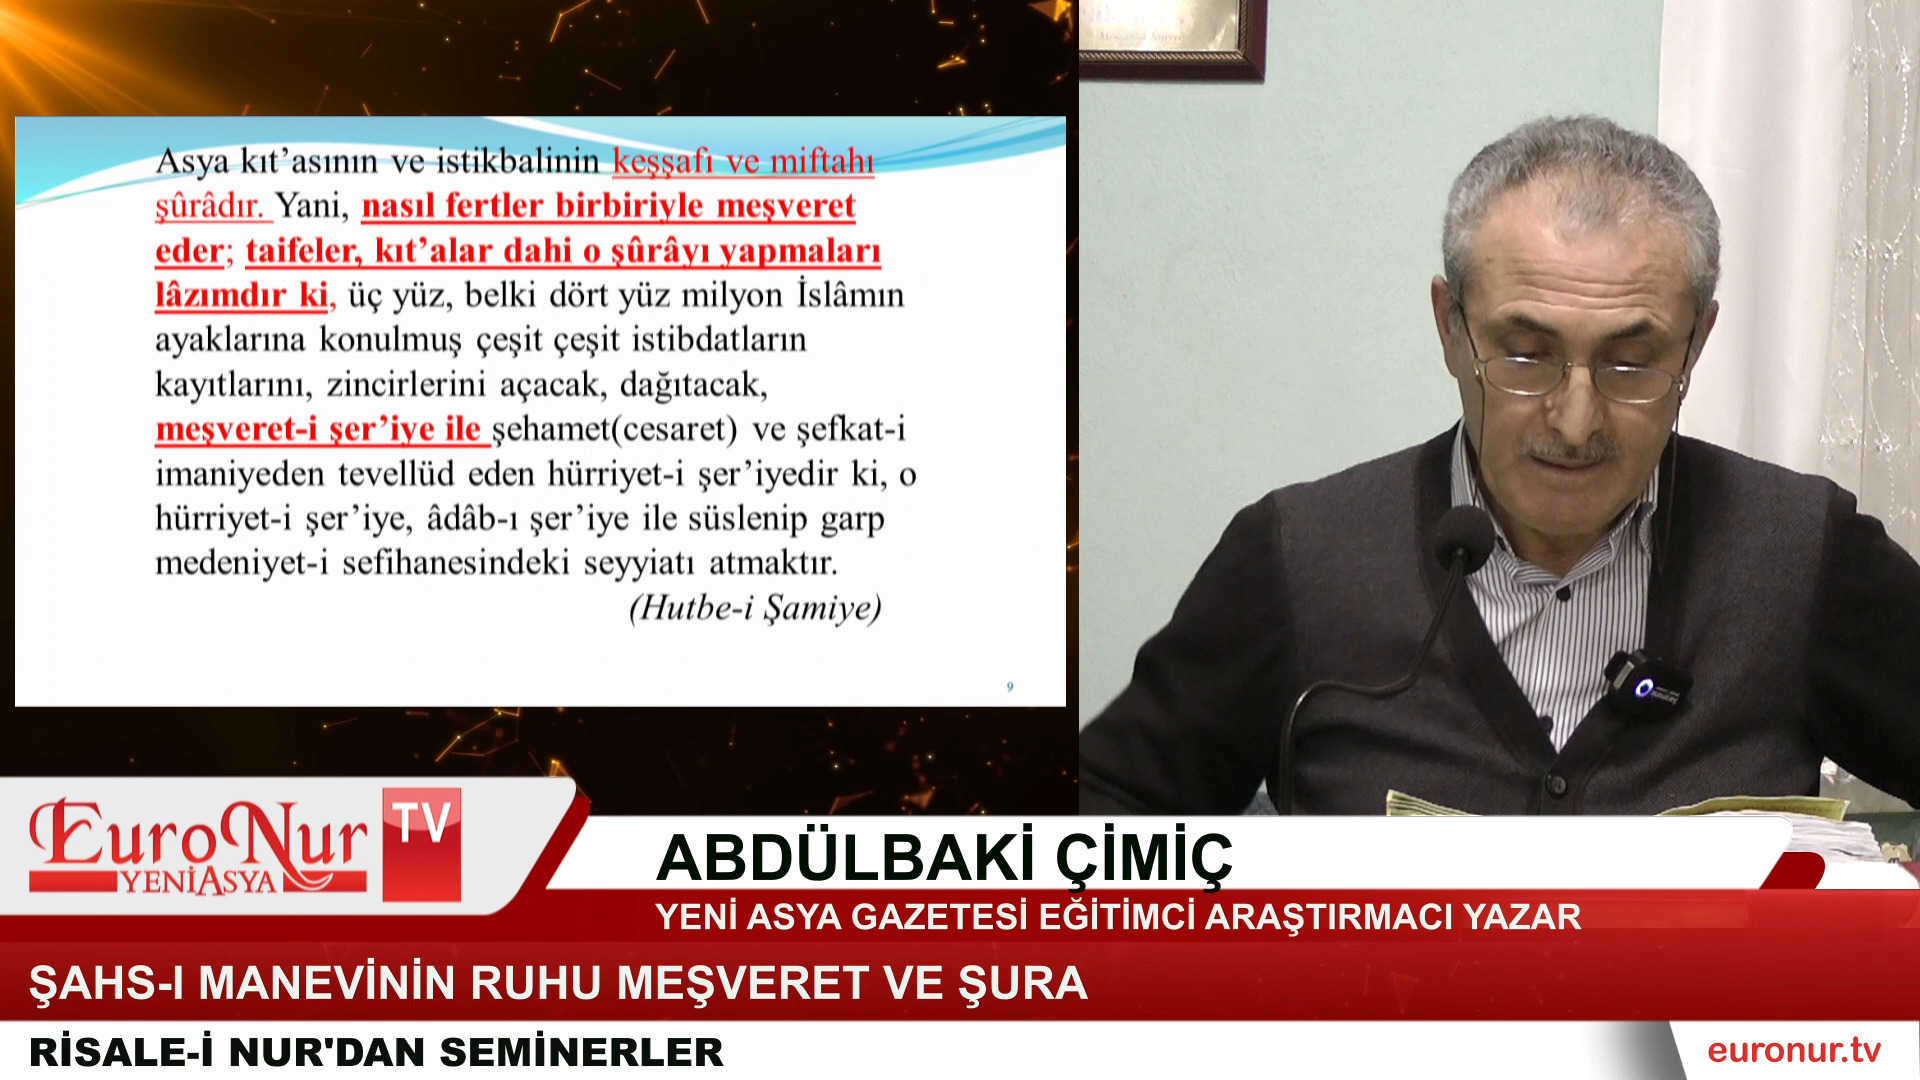 Asya kıt’asının ve istikbalinin keşşafı ve miftahı
şûrâdır. Yani, nasıl fertler birbiriyle meşveret
eder; taifeler, kıt’alar dahi o şûrâyı yapmaları
lâzımdır ki, üç yüz, belki dört yüz milyon İslâmın
ayaklarına konulmuş çeşit çeşit istibdatların
kayıtlarını, zincirlerini açacak, dağıtacak,
meşveret-i şer’iye ile şehamet(cesaret) ve şefkat-i
imaniyeden tevellüd eden hürriyet-i şer’iyedir ki, o
hürriyet-i şer’iye, âdâb-ı şer’iye ile süslenip garp
medeniyet-i sefihanesindeki seyyiatı atmaktır.
(Hutbe-i Şamiye)
9
EuroNur TV
YENİASYA
ABDÜLBAKİ ÇİMİÇ
YENİ ASYA GAZETESİ EĞİTİMCİ ARAŞTIRMACI YAZAR
ŞAHS-I MANEVİNİN RUHU MEŞVERET VE ŞURA
RİSALE-İ NUR'DAN SEMİNERLER
euronur.tv